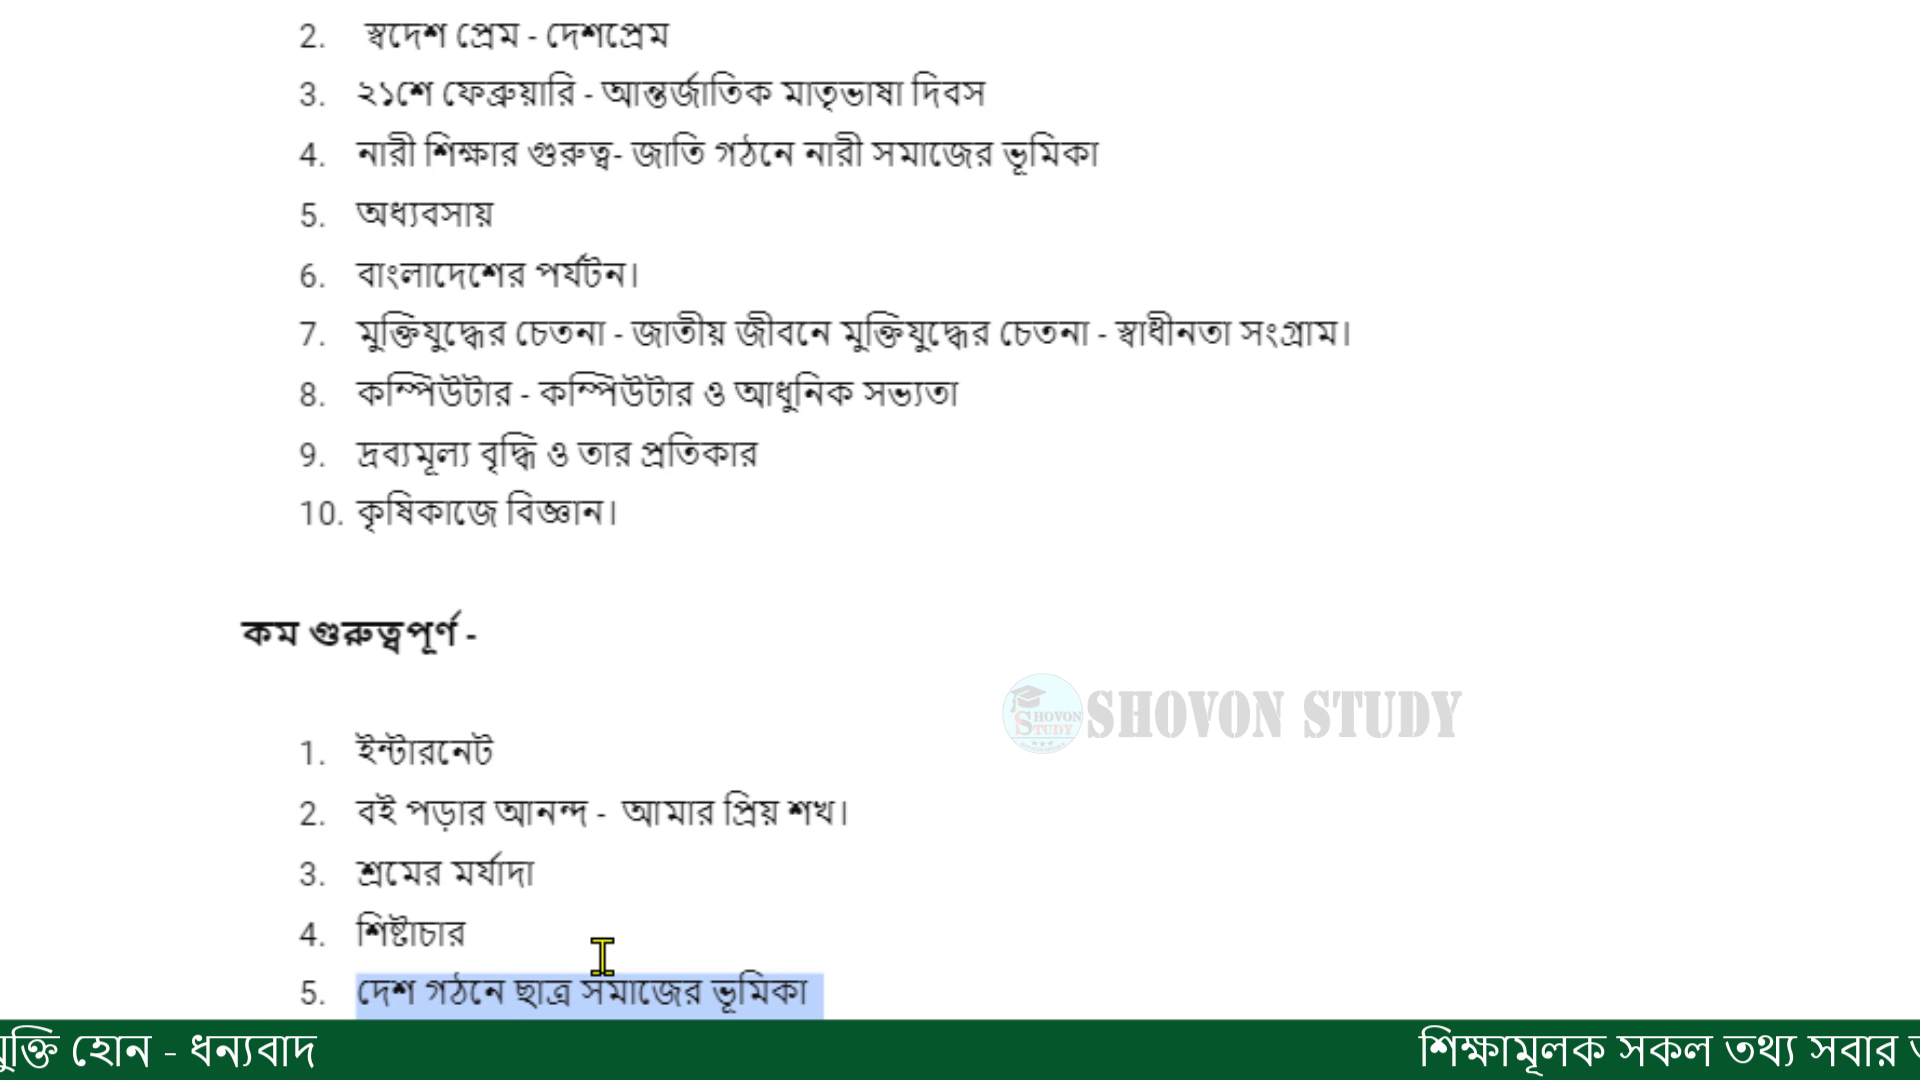 2. স্বদেশ প্রেম - দেশপ্রেম
3. ২১শে ফেব্রুয়ারি - আন্তর্জাতিক মাতৃভাষা দিবস
4. নারী শিক্ষার গুরুত্ব- জাতি গঠনে নারী সমাজের ভূমিকা
5. অধ্যবসায়
6. বাংলাদেশের পর্যটন।
7. মুক্তিযুদ্ধের চেতনা - জাতীয় জীবনে মুক্তিযুদ্ধের চেতনা - স্বাধীনতা সংগ্রাম।
8. কম্পিউটার - কম্পিউটার ও আধুনিক সভ্যতা
9. দ্রব্যমূল্য বৃদ্ধি ও তার প্রতিকার
10. কৃষিকাজে বিজ্ঞান।
কম গুরুত্বপূর্ণ -
SHOVON STUDY
SHOVON STUDY
1. ইন্টারনেট
2. বই পড়ার আনন্দ - আমার প্রিয় শখ।
3. শ্রমের মর্যাদা
4. শিষ্টাচার
5. দেশ গঠনে ছাত্র সমাজের ভূমিকা
হোন - ধন্যবাদ
শিক্ষামূলক সকল তথ্য সবার